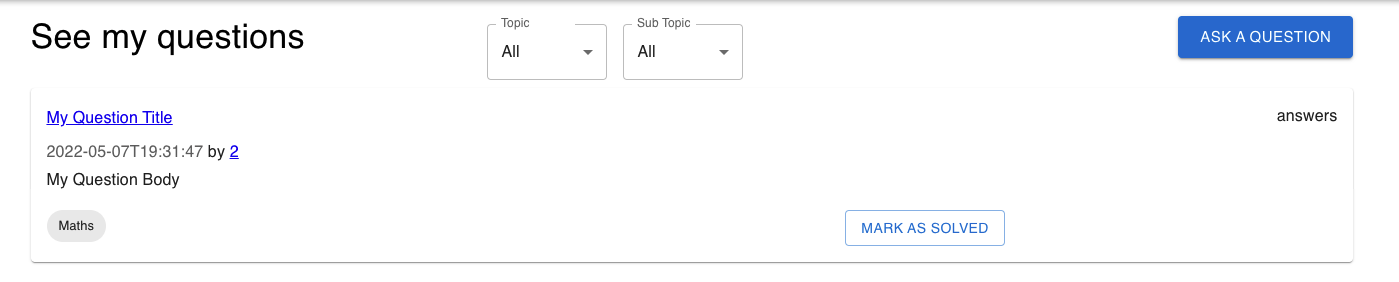 See my questions
Topic
All
Sub Topic
All
ASK A QUESTION
My Question Title
answers
2022-05-07T19:31:47 by 2
My Question Body
Maths
MARK AS SOLVED